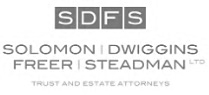 SDFS
SOLOMON | DWIGGINS
FREER | STEADMAN LTD
TRUST AND ESTATE ATTORNEYS